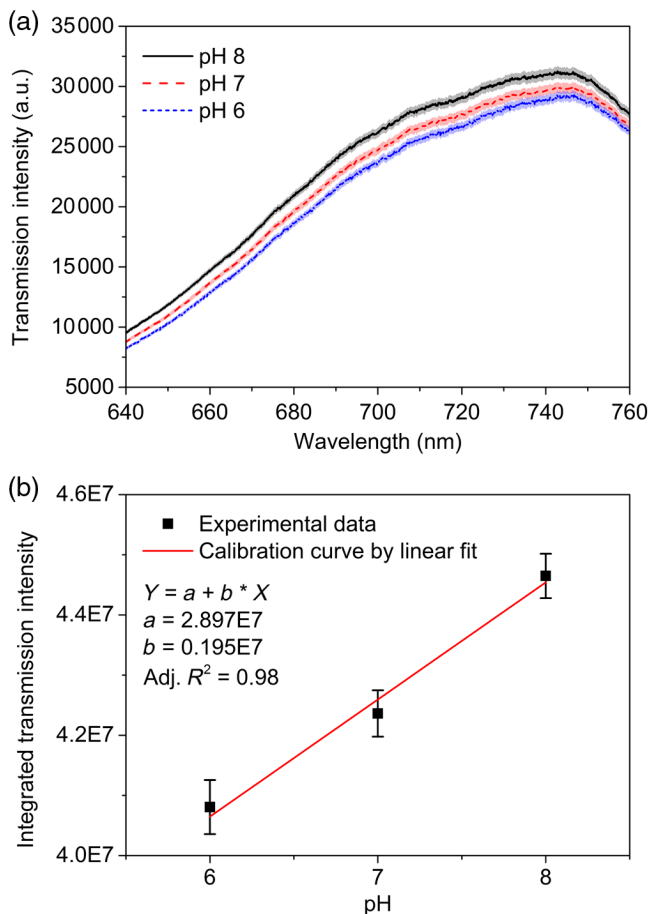 (a)
35000
30000
25000
20000
15000
10000
5000
Transmission intensity (a.u.)
pH 8
pH 7
pH 6
640 660 680 700 720 740 760
Wavelength (nm)
(b)
4.6E7
4.4E7
4.2E7
4.0E7
Integrated transmission intensity
Experimental data
Calibration curve by linear fit
Y = a + b * X
a = 2.897E7
b = 0.195E7
Adj. R² = 0.98
6 7 8
pH